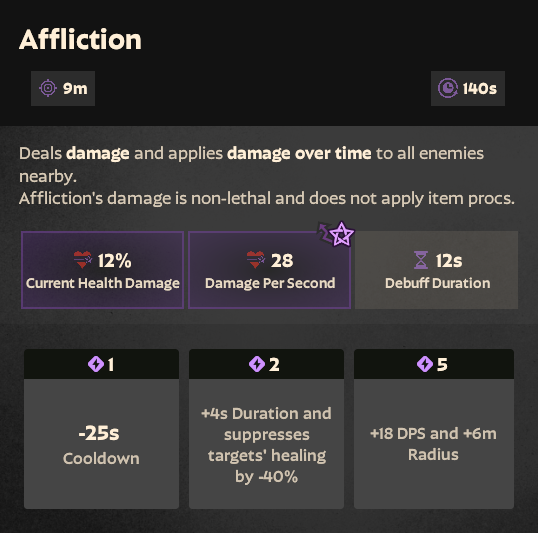 Affliction
9m
140s
Deals damage and applies damage over time to all enemies
nearby.
Affliction's damage is non-lethal and does not apply item procs.
12%
Current Health Damage
28
Damage Per Second
12s
Debuff Duration
1
2
5
-25s
Cooldown
+4s Duration and
suppresses
targets' healing
by -40%
+18 DPS and +6m
Radius